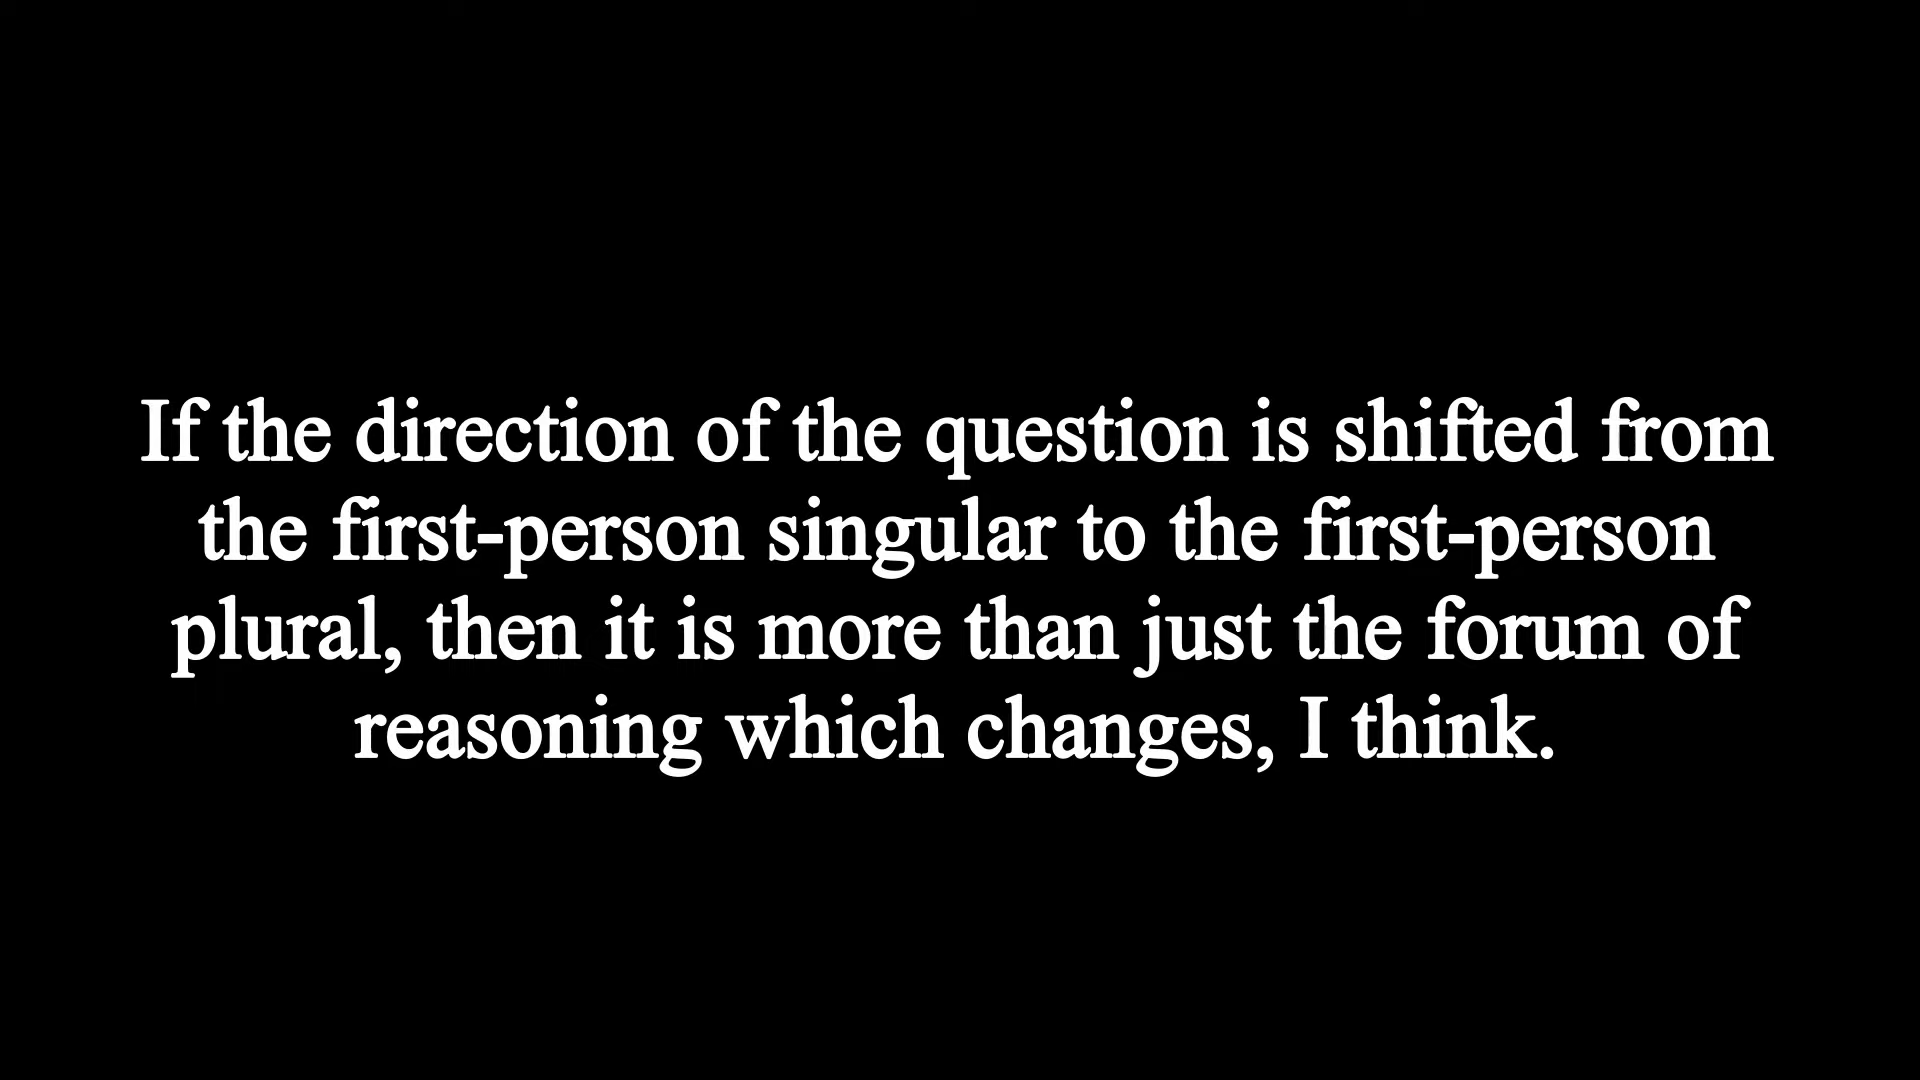 If the direction of the question is shifted from
the first-person singular to the first-person
plural, then it is more than just the forum of
reasoning which changes, I think.